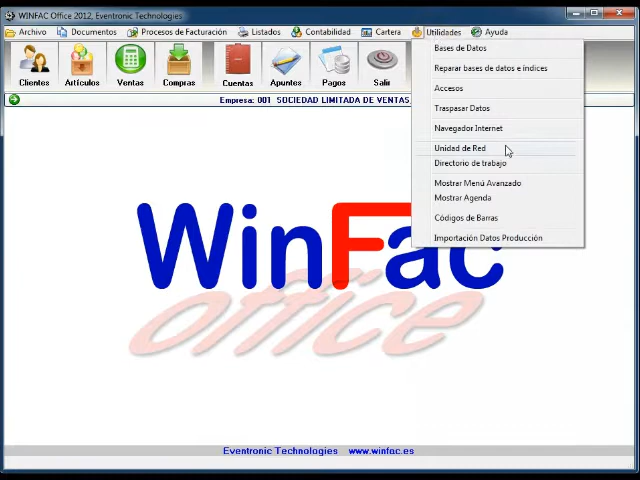 WINFAC Office 2012, Eventronic Technologies
Archivo Documentos Procesos de Facturación Listados Contabilidad Cartera Utilidades Ayuda
Clientes Artículos Ventas Compras Cuentas Apuntes Pagos Salir
Empresa: 001 SOCIEDAD LIMITADA DE VENTAS
Bases de Datos
Reparar bases de datos e índices
Accesos
Traspasar Datos
Navegador Internet
Unidad de Red
Directorio de trabajo
Mostrar Menú Avanzado
Mostrar Agenda
Códigos de Barras
Importación Datos Producción
WinFac
office
Eventronic Technologies www.winfac.es